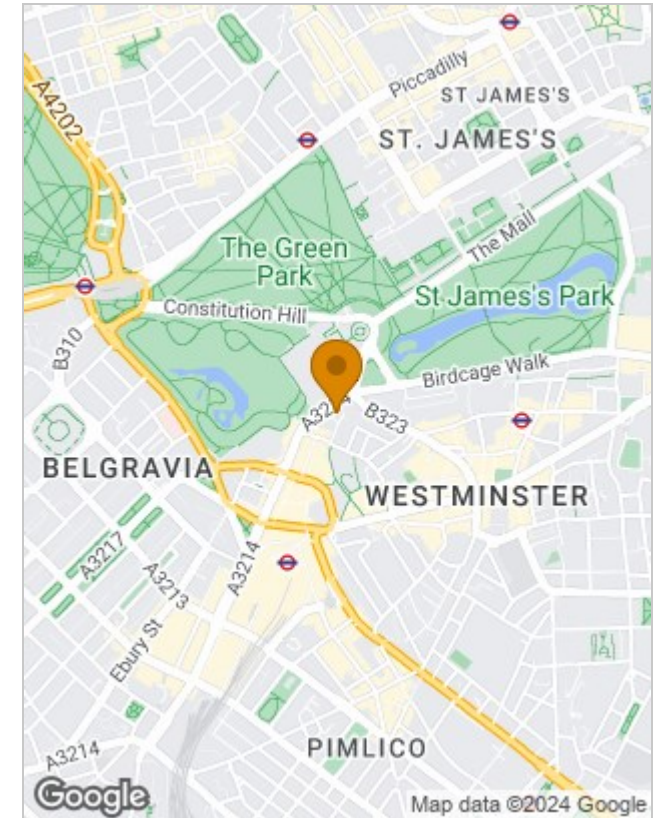 A4202
Piccadilly
ST JAMES'S
ST. JAMES'S
The Mall
The Green
Park
St James's Park
Constitution Hill
B310
Birdcage Walk
A3214
B323
BELGRAVIA
WESTMINSTER
A3217
A3213
A3214
Ebury St
A3214
PIMLICO
Google
Map data ©2024 Google